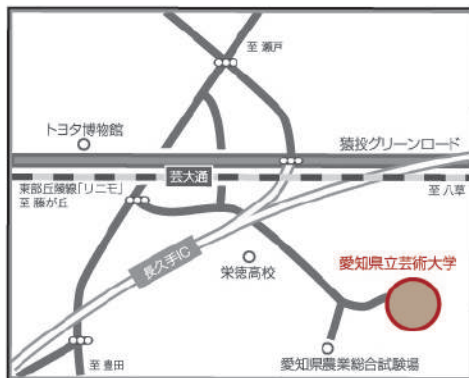 至 瀬戸
トヨタ博物館
猿投グリーンロード
芸大通
東部丘陵線「リニモ」
至 藤が丘
至 八草
長久手IC
栄徳高校
愛知県立芸術大学
愛知県農業総合試験場
至 豊田